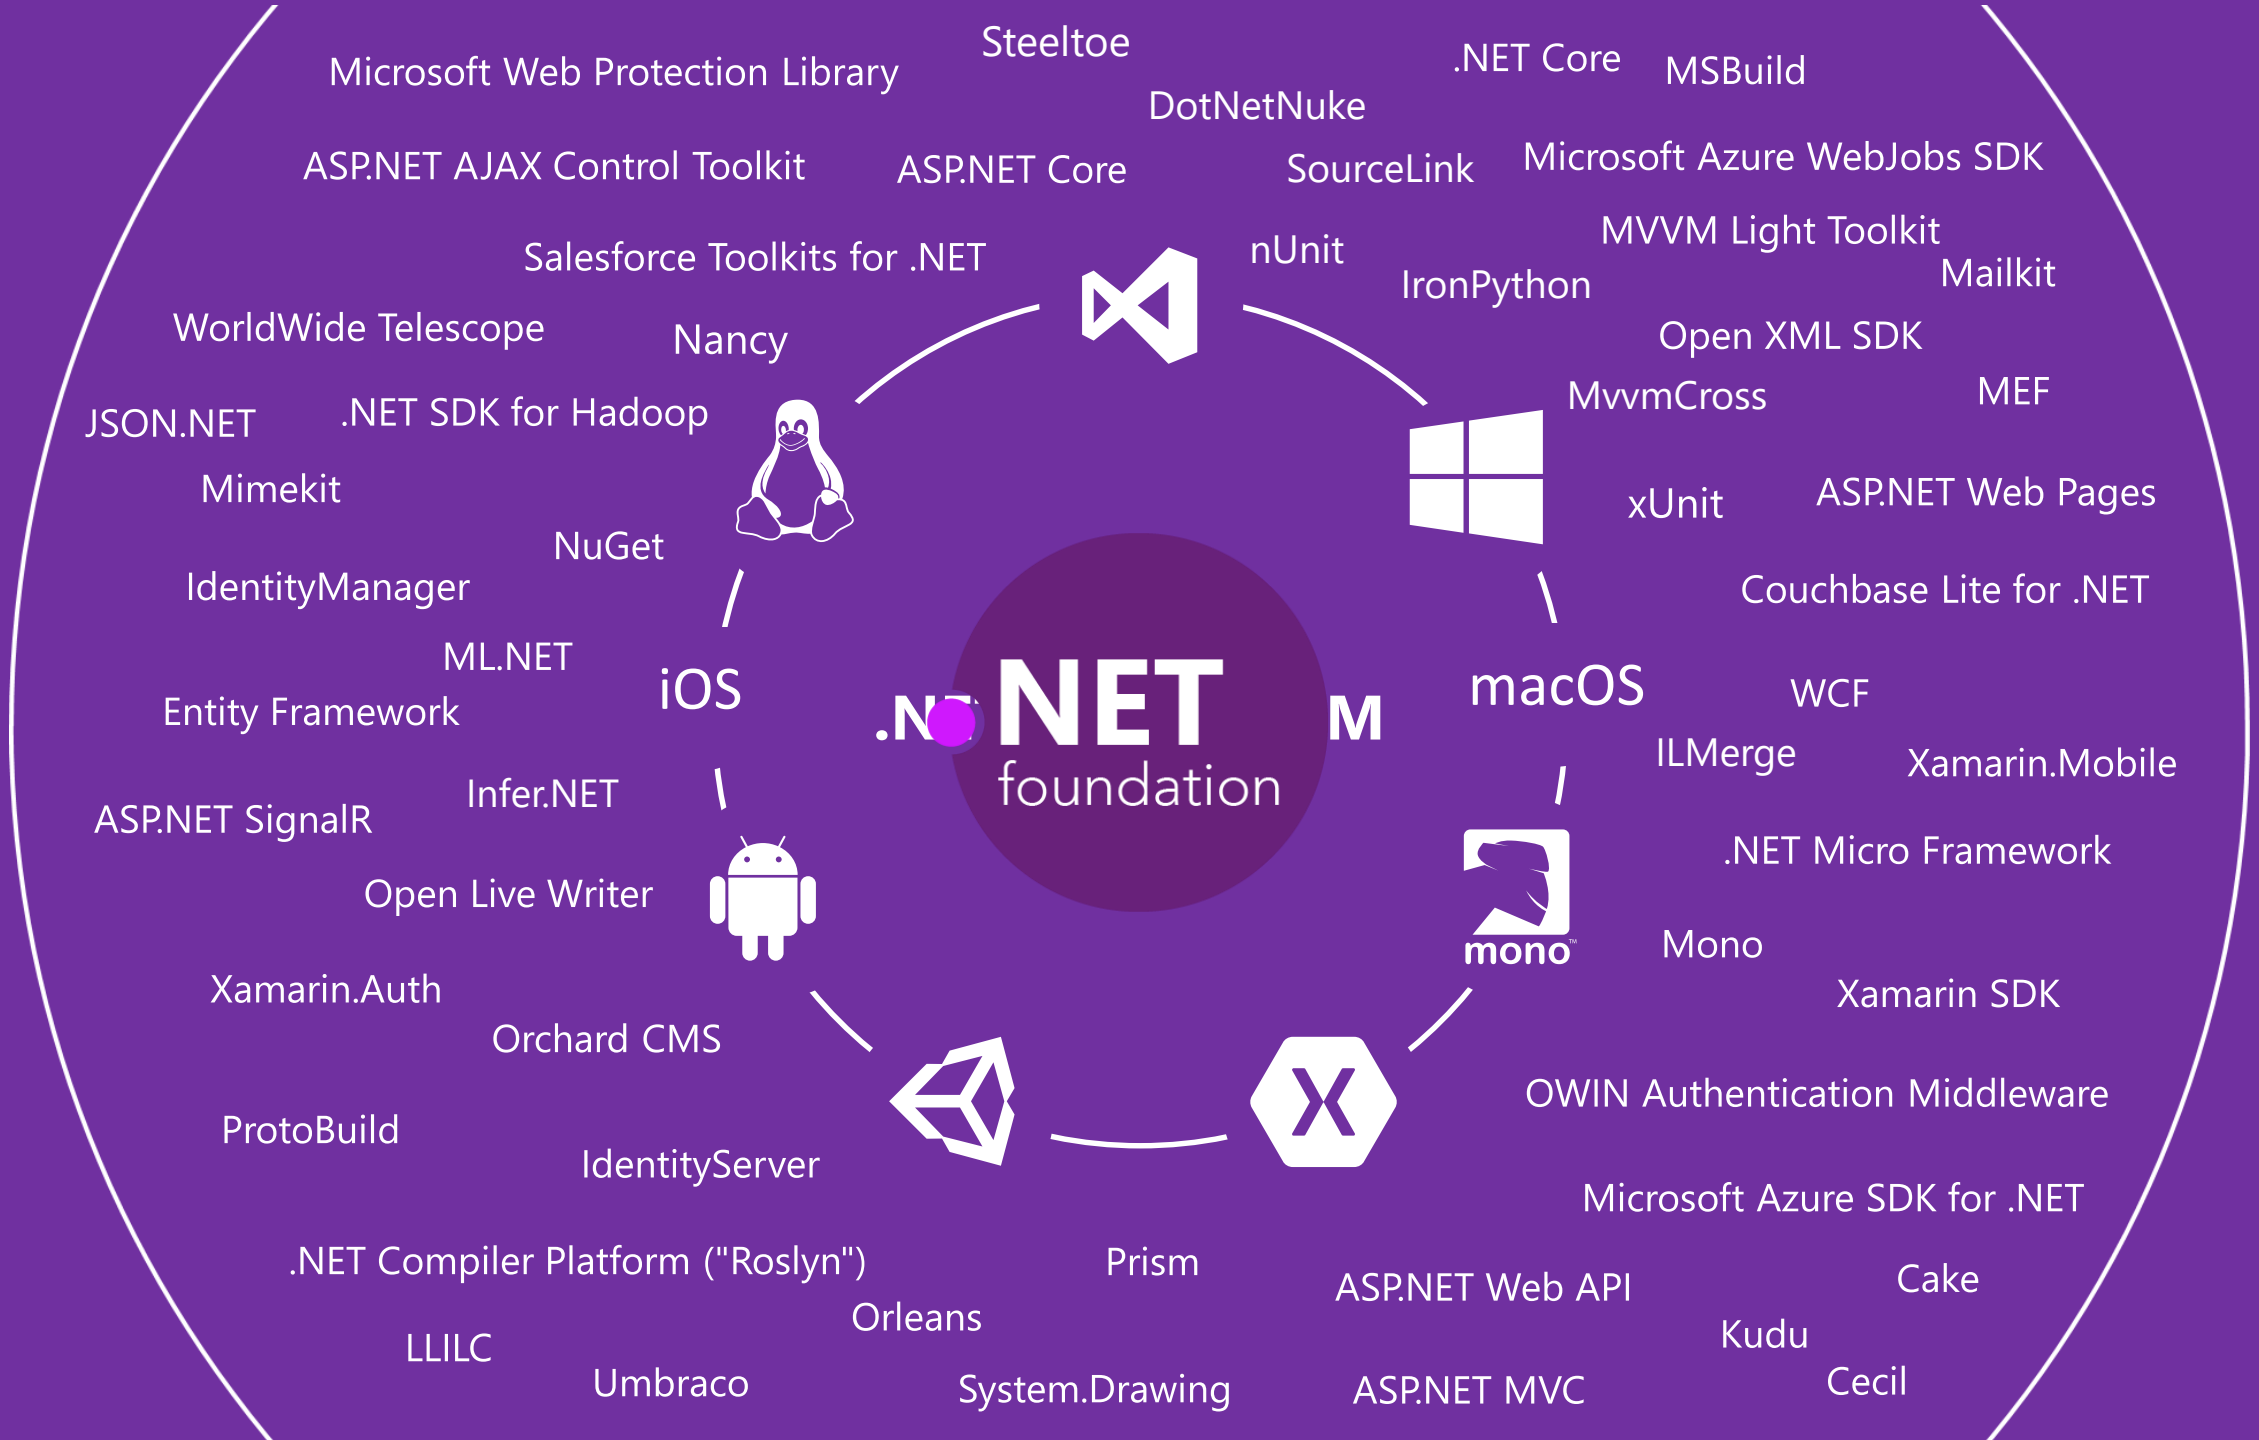 Steeltoe
.NET Core
MSBuild
Microsoft Web Protection Library
DotNetNuke
ASP.NET AJAX Control Toolkit
ASP.NET Core
SourceLink
Microsoft Azure WebJobs SDK
MVVM Light Toolkit
Salesforce Toolkits for .NET
nUnit
IronPython
Mailkit
WorldWide Telescope
Nancy
Open XML SDK
MvvmCross
MEF
JSON.NET
.NET SDK for Hadoop
Mimekit
xUnit
ASP.NET Web Pages
NuGet
IdentityManager
Couchbase Lite for .NET
ML.NET
iOS
macOS
WCF
Entity Framework
.NET
M
.NET
foundation
ILMerge
Xamarin.Mobile
Infer.NET
ASP.NET SignalR
.NET Micro Framework
Open Live Writer
mono™
Mono
Xamarin.Auth
Xamarin SDK
Orchard CMS
OWIN Authentication Middleware
ProtoBuild
IdentityServer
Microsoft Azure SDK for .NET
.NET Compiler Platform ("Roslyn")
Prism
ASP.NET Web API
Cake
Orleans
Kudu
LLILC
Umbraco
System.Drawing
ASP.NET MVC
Cecil